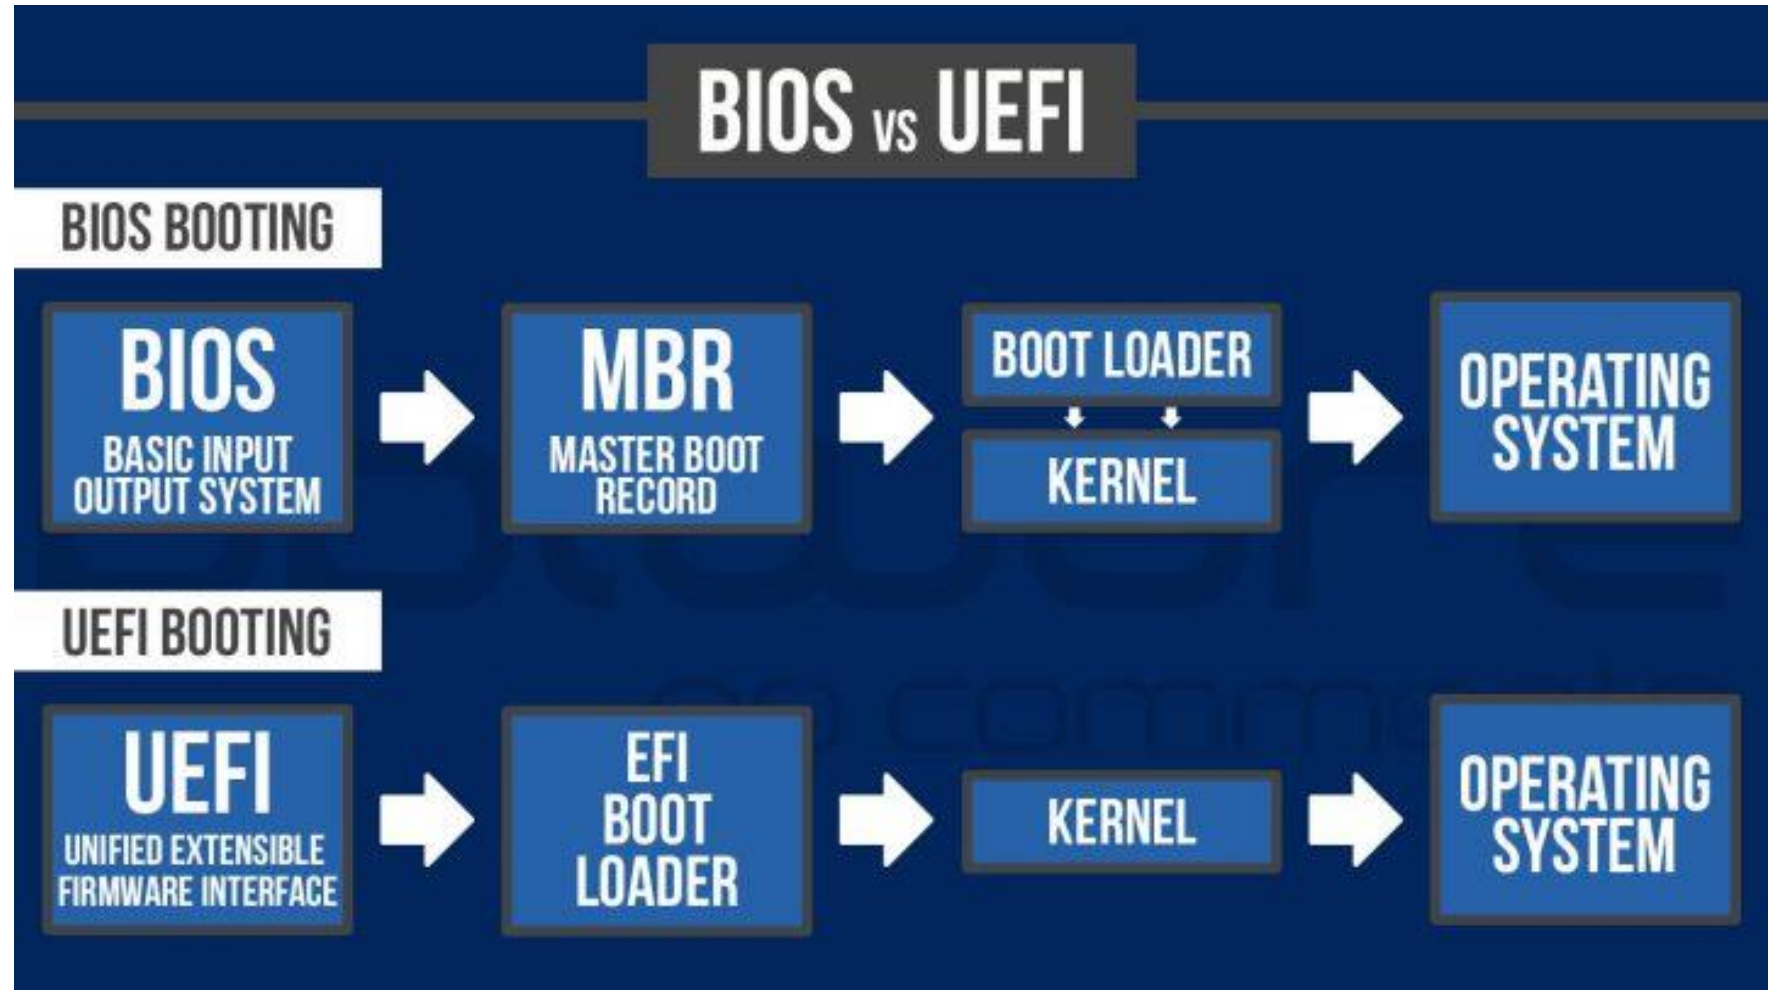 BIOS VS UEFI
BIOS BOOTING
BIOS
BASIC INPUT
OUTPUT SYSTEM
MBR
MASTER BOOT
RECORD
BOOT LOADER
KERNEL
OPERATING
SYSTEM
UEFI BOOTING
UEFI
UNIFIED EXTENSIBLE
FIRMWARE INTERFACE
EFI
BOOT
LOADER
KERNEL
OPERATING
SYSTEM